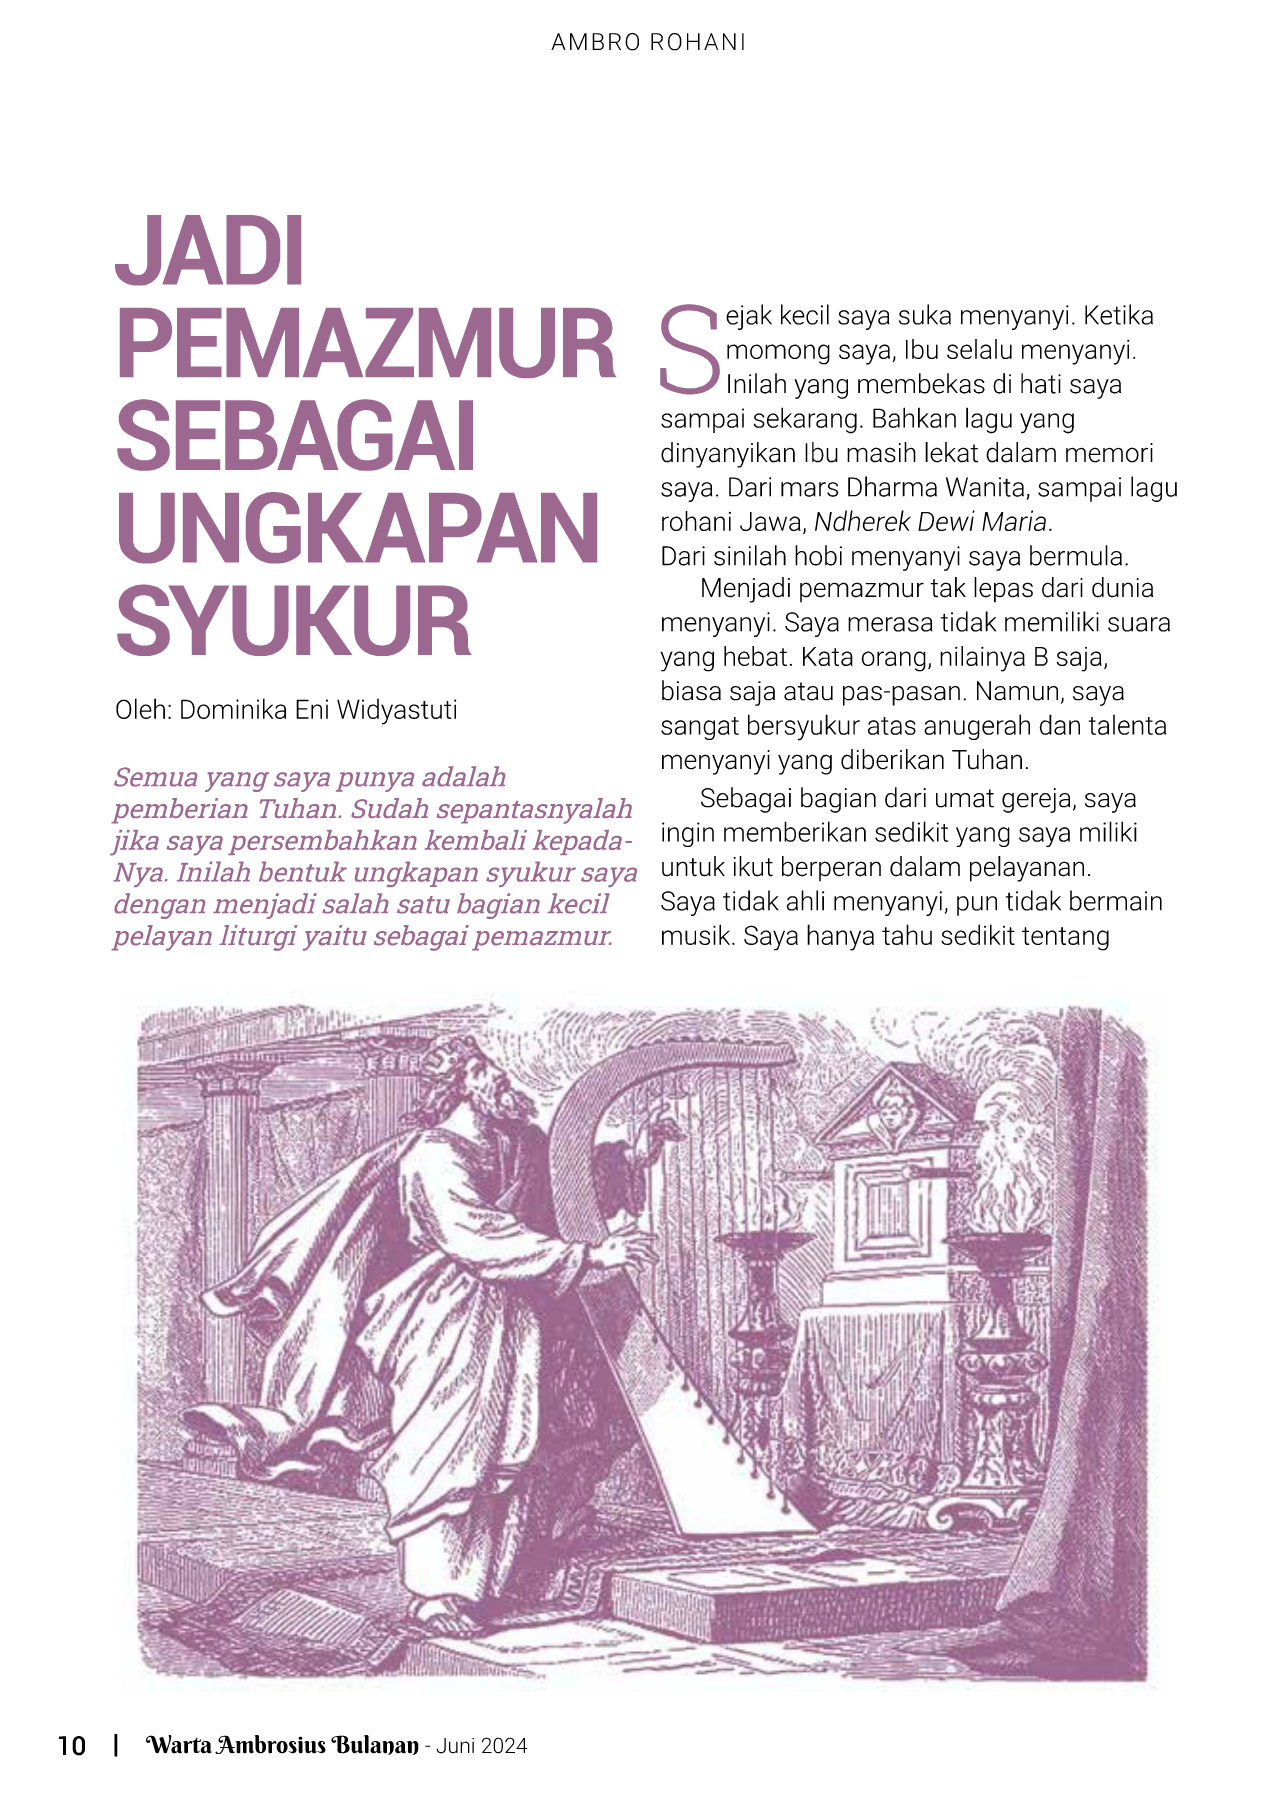 AMBRO ROHANI
JADI
PEMAZMUR
SEBAGAI
UNGKAPAN
SYUKUR
Oleh: Dominika Eni Widyastuti
Semua yang saya punya adalah
pemberian Tuhan. Sudah sepantasnyalah
jika saya persembahkan kembali kepada-
Nya. Inilah bentuk ungkapan syukur saya
dengan menjadi salah satu bagian kecil
pelayan liturgi yaitu sebagai pemazmur.
Sejak kecil saya suka menyanyi. Ketika
momong saya, Ibu selalu menyanyi.
Inilah yang membekas di hati saya
sampai sekarang. Bahkan lagu yang
dinyanyikan Ibu masih lekat dalam memori
saya. Dari mars Dharma Wanita, sampai lagu
rohani Jawa, Ndherek Dewi Maria.
Dari sinilah hobi menyanyi saya bermula.
Menjadi pemazmur tak lepas dari dunia
menyanyi. Saya merasa tidak memiliki suara
yang hebat. Kata orang, nilainya B saja,
biasa saja atau pas-pasan. Namun, saya
sangat bersyukur atas anugerah dan talenta
menyanyi yang diberikan Tuhan.
Sebagai bagian dari umat gereja, saya
ingin memberikan sedikit yang saya miliki
untuk ikut berperan dalam pelayanan.
Saya tidak ahli menyanyi, pun tidak bermain
musik. Saya hanya tahu sedikit tentang
10 | Warta Ambrosius Bulanan - Juni 2024